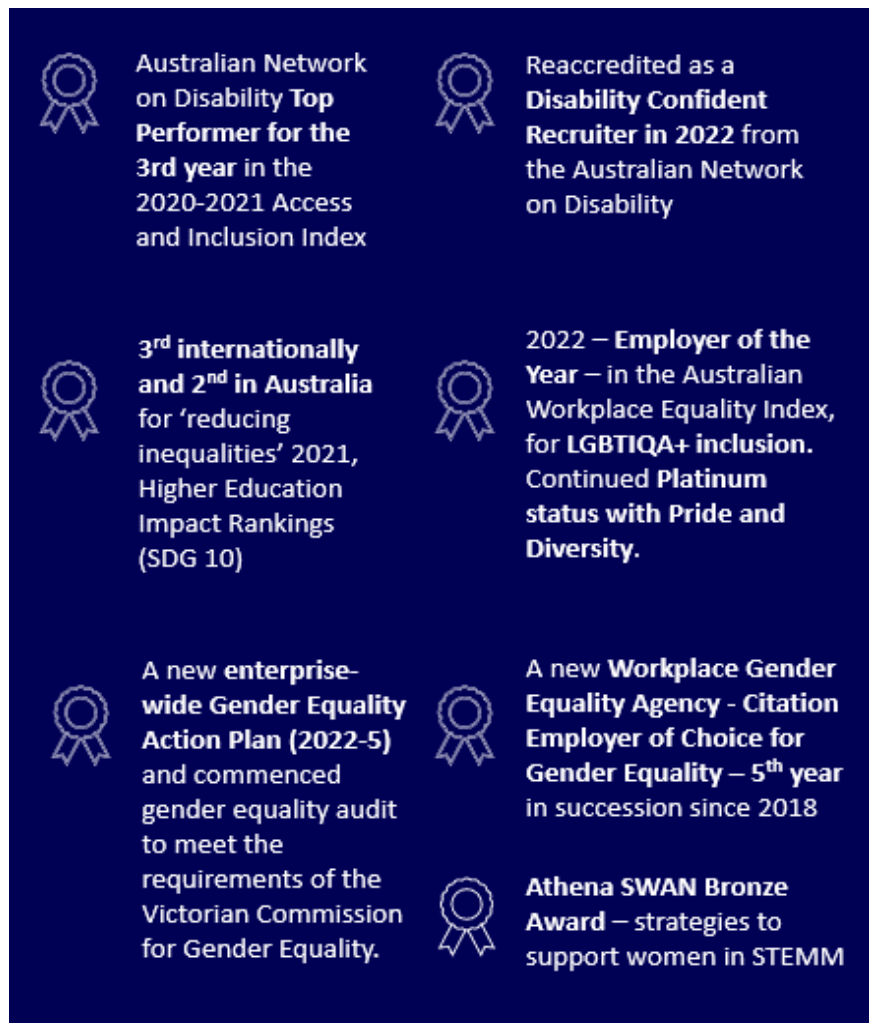 Australian Network
on Disability Top
Performer for the
3rd year in the
2020-2021 Access
and Inclusion Index
Reaccredited as a
Disability Confident
Recruiter in 2022 from
the Australian Network
on Disability
3rd internationally
and 2nd in Australia
for ‘reducing
inequalities’ 2021,
Higher Education
Impact Rankings
(SDG 10)
2022 – Employer of the
Year – in the Australian
Workplace Equality Index,
for LGBTIQA+ inclusion.
Continued Platinum
status with Pride and
Diversity.
A new enterprise-
wide Gender Equality
Action Plan (2022-5)
and commenced
gender equality audit
to meet the
requirements of the
Victorian Commission
for Gender Equality.
A new Workplace Gender
Equality Agency - Citation
Employer of Choice for
Gender Equality – 5th year
in succession since 2018
Athena SWAN Bronze
Award – strategies to
support women in STEMM